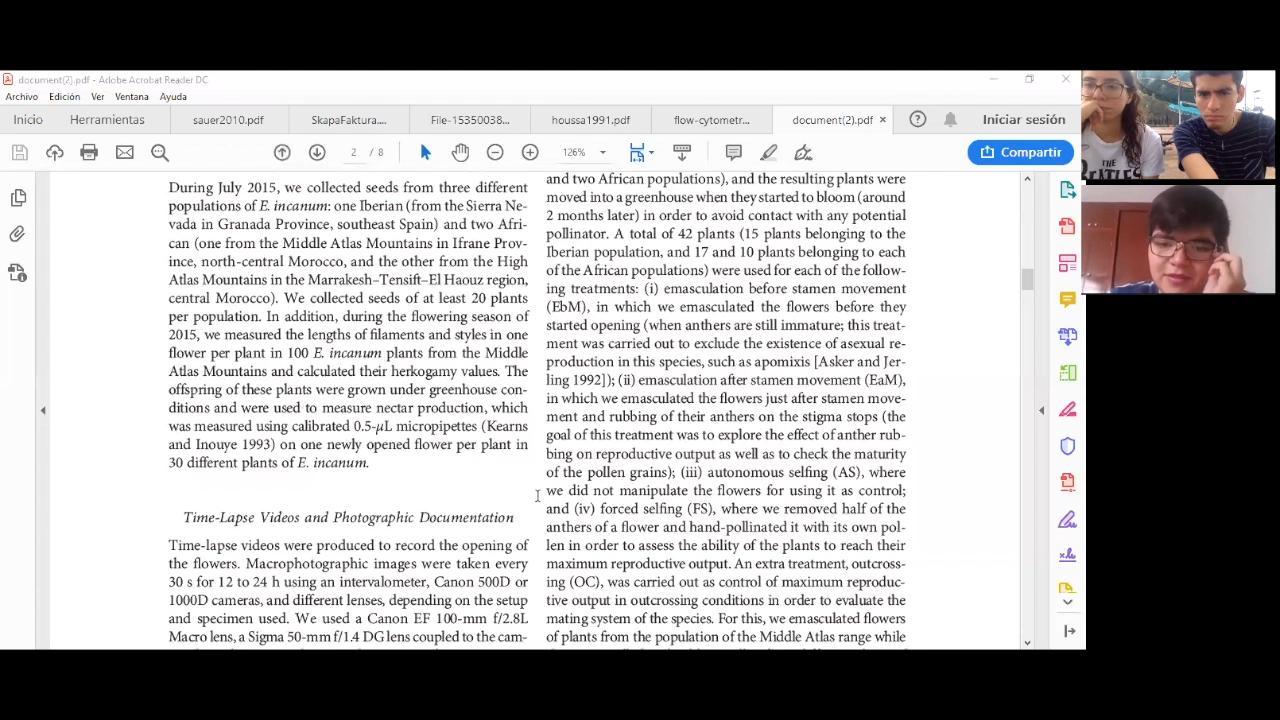 document(2).pdf - Adobe Acrobat Reader DC
Archivo Edición Ver Ventana Ayuda
Inicio Herramientas sauer2010.pdf SkapaFaktura.... File-15350038... houssa1991.pdf flow-cytometr... document(2).pdf Iniciar sesión
2 / 8 126% Compartir
During July 2015, we collected seeds from three different
populations of E. incanum: one Iberian (from the Sierra Ne-
vada in Granada Province, southeast Spain) and two Afri-
can (one from the Middle Atlas Mountains in Ifrane Prov-
ince, north-central Morocco, and the other from the High
Atlas Mountains in the Marrakesh–Tensift–El Haouz region,
central Morocco). We collected seeds of at least 20 plants
per population. In addition, during the flowering season of
2015, we measured the lengths of filaments and styles in one
flower per plant in 100 E. incanum plants from the Middle
Atlas Mountains and calculated their herkogamy values. The
offspring of these plants were grown under greenhouse con-
ditions and were used to measure nectar production, which
was measured using calibrated 0.5-μL micropipettes (Kearns
and Inouye 1993) on one newly opened flower per plant in
30 different plants of E. incanum.
Time-Lapse Videos and Photographic Documentation
Time-lapse videos were produced to record the opening of
the flowers. Macrophotographic images were taken every
30 s for 12 to 24 h using an intervalometer, Canon 500D or
1000D cameras, and different lenses, depending on the setup
and specimen used. We used a Canon EF 100-mm f/2.8L
Macro lens, a Sigma 50-mm f/1.4 DG lens coupled to the cam-
and two African populations), and the resulting plants were
moved into a greenhouse when they started to bloom (around
2 months later) in order to avoid contact with any potential
pollinator. A total of 42 plants (15 plants belonging to the
Iberian population, and 17 and 10 plants belonging to each
of the African populations) were used for each of the follow-
ing treatments: (i) emasculation before stamen movement
(EbM), in which we emasculated the flowers before they
started opening (when anthers are still immature; this treat-
ment was carried out to exclude the existence of asexual re-
production in this species, such as apomixis [Asker and Jer-
ling 1992]); (ii) emasculation after stamen movement (EaM),
in which we emasculated the flowers just after stamen move-
ment and rubbing of their anthers on the stigma stops (the
goal of this treatment was to explore the effect of anther rub-
bing on reproductive output as well as to check the maturity
of the pollen grains); (iii) autonomous selfing (AS), where
we did not manipulate the flowers for using it as control;
and (iv) forced selfing (FS), where we removed half of the
anthers of a flower and hand-pollinated it with its own pol-
len in order to assess the ability of the plants to reach their
maximum reproductive output. An extra treatment, outcross-
ing (OC), was carried out as control of maximum reproduc-
tive output in outcrossing conditions in order to evaluate the
mating system of the species. For this, we emasculated flowers
of plants from the population of the Middle Atlas range while
THE
BEATLES